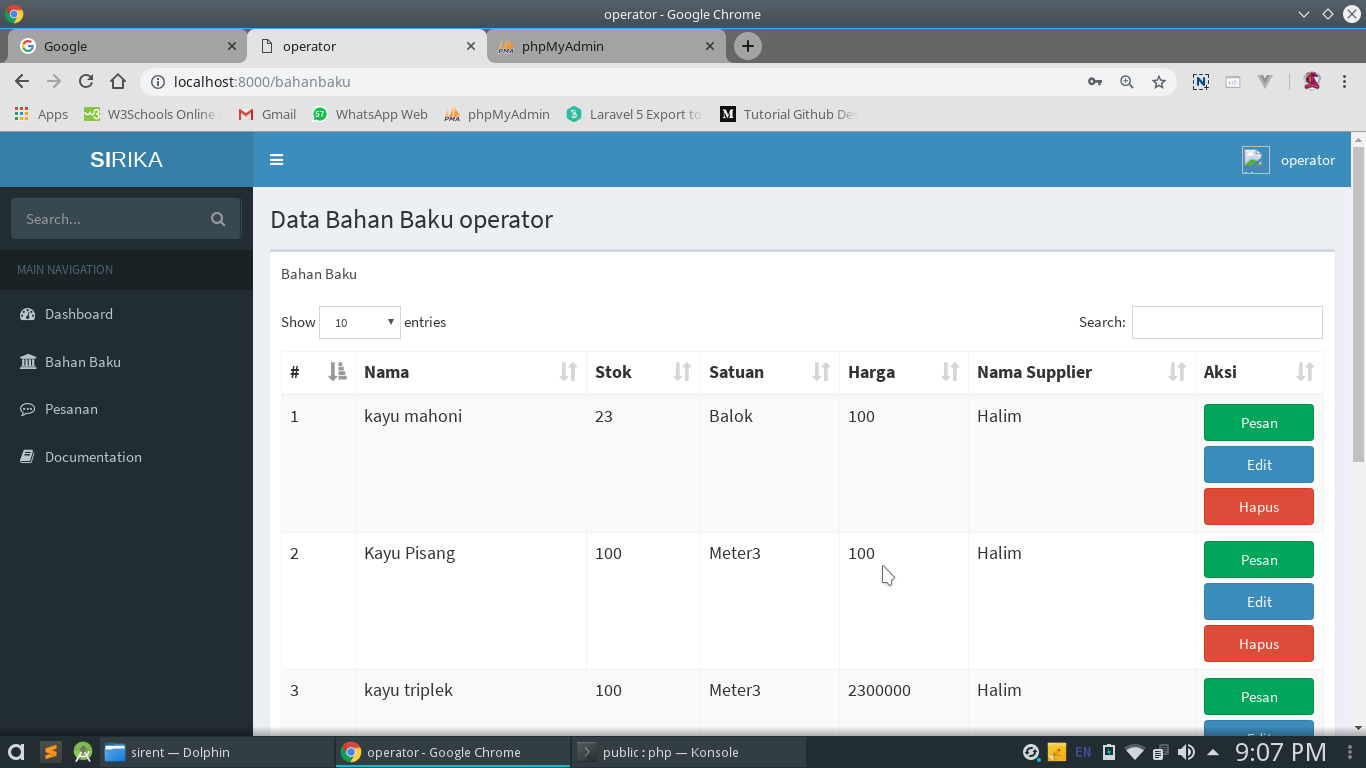 operator - Google Chrome
Google
operator
phpMyAdmin
localhost:8000/bahanbaku
Apps
W3Schools Online
Gmail
WhatsApp Web
phpMyAdmin
Laravel 5 Export to
Tutorial Github De
SIRIKA
operator
Search...
Data Bahan Baku operator
MAIN NAVIGATION
Dashboard
Bahan Baku
Pesanan
Documentation
Bahan Baku
Show 10 entries
Search:
# Nama Stok Satuan Harga Nama Supplier Aksi
1 kayu mahoni 23 Balok 100 Halim Pesan
Edit
Hapus
2 Kayu Pisang 100 Meter3 100 Halim Pesan
Edit
Hapus
3 kayu triplek 100 Meter3 2300000 Halim Pesan
Edit
sirent — Dolphin
operator - Google Chrome
public : php — Konsole
EN
9:07 PM